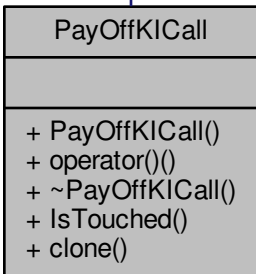 PayOffKICall
+ PayOffKICall()
+ operator()()
+ ~PayOffKICall()
+ IsTouched()
+ clone()